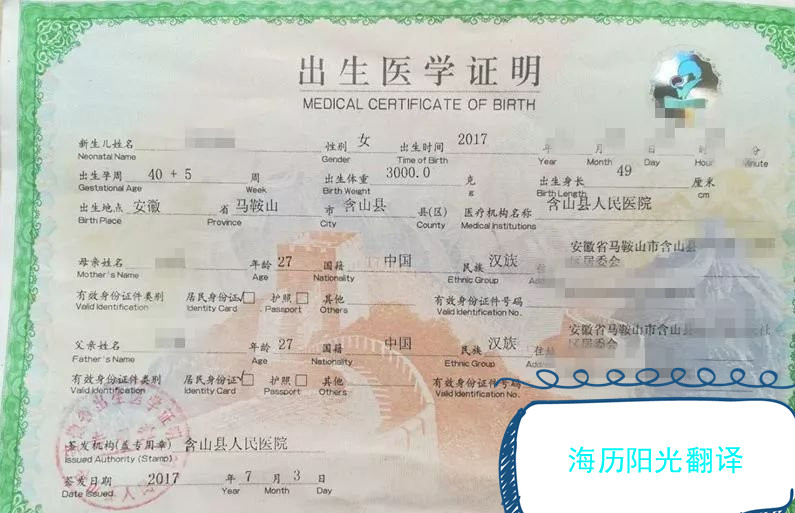 出生医学证明
MEDICAL CERTIFICATE OF BIRTH
新生儿姓名 性别 女 出生时间 2017 年 月 日 时 分
Neonatal Name Gender Time of Birth Year Month Day Hour Minute
出生孕周 40+5 周 出生体重 3000.0 克 出生身长 49 厘米
Gestational Age Week Birth Weight g Birth Length cm
出生地点 安徽 省 马鞍山 市 含山县 县(区) 医疗机构名称 含山县人民医院
Birth Place Province City County Medical Institutions
安徽省马鞍山市含山县
母亲姓名 年龄 27 国籍 中国 民族 汉族 居委会
Mother's Name Age Nationality Ethnic Group
有效身份证件类别 居民身份证 护照 其他 有效身份证件号码
Valid Identification Identity Card Passport Others Valid Identification No.
安徽省马鞍山市含山县
父亲姓名 年龄 27 国籍 中国 民族 汉族 住址 居委会
Father's Name Age Nationality Ethnic Group
有效身份证件类别 居民身份证 护照 其他 有效身份证件号码
Valid Identification Identity Card Passport Others Valid Identification No.
签发机构(盖专用章) 含山县人民医院
Issued Authority (Stamp)
签发日期 2017 年 7 月 3 日
Date Issued Year Month Day
海历阳光翻译